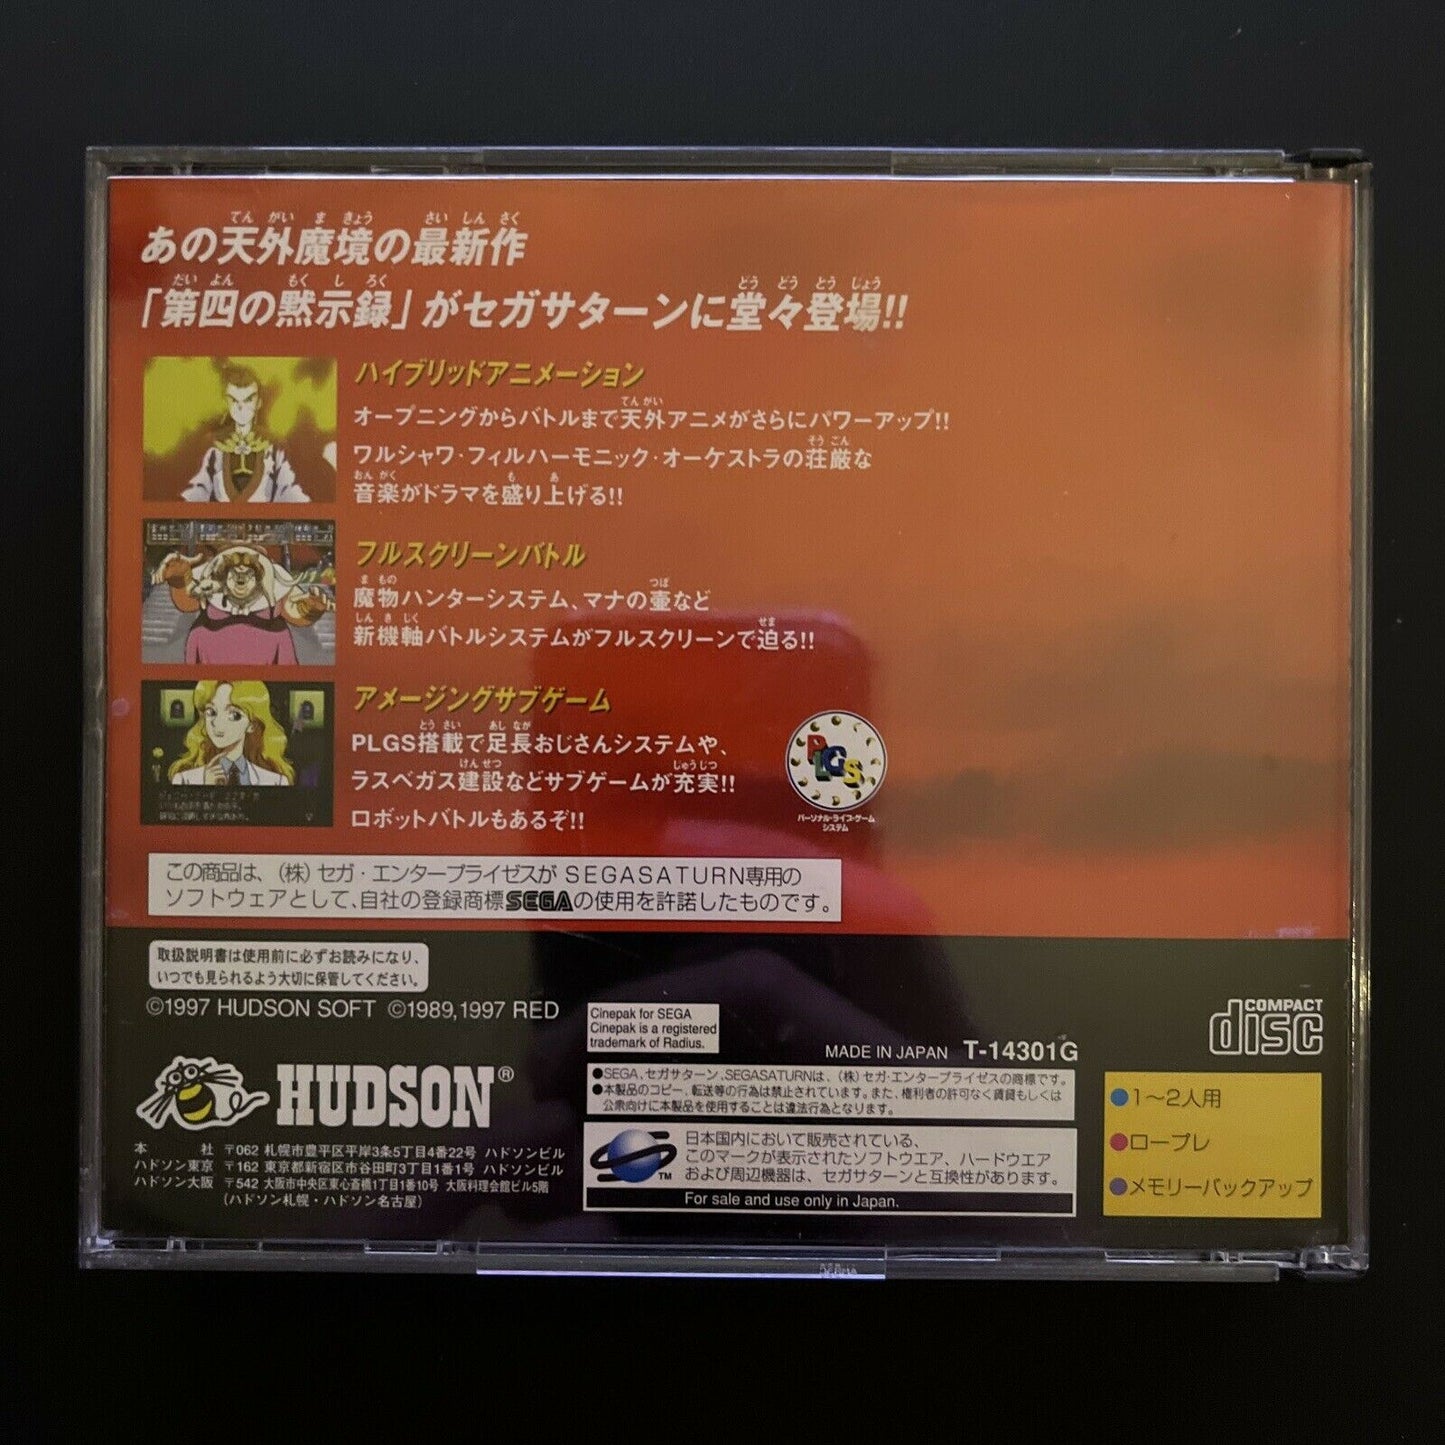 あの天外魔境の最新作
「第四の黙示録」がセガサターンに堂々登場!!
ハイブリッドアニメーション
オープニングからバトルまで天外アニメがさらにパワーアップ!!
ワルシャワ・フィルハーモニック・オーケストラの荘厳な
音楽がドラマを盛り上げる!!
フルスクリーンバトル
魔物ハンターシステム、マナの壷など
新機軸バトルシステムがフルスクリーンで迫る!!
アメージングサブゲーム
PLGS搭載で足長おじさんシステムや、
ラスベガス建設などサブゲームが充実!!
ロボットバトルもあるぞ!!
PLGS
パーソナル・ライブ・ゲーム
システム
この商品は、(株)セガ・エンタープライゼスがSEGASATURN専用の
ソフトウェアとして、自社の登録商標SEGAの使用を許諾したものです。
取扱説明書は使用前に必ずお読みになり、
いつでも見られるよう大切に保管してください。
©1997 HUDSON SOFT ©1989,1997 RED
Cinepak for SEGA
Cinepak is a registered
trademark of Radius.
MADE IN JAPAN T-14301G
COMPACT
disc
HUDSON®
本社 〒062 札幌市豊平区平岸3条5丁目4番22号 ハドソンビル
ハドソン東京 〒162 東京都新宿区市谷田町3丁目1番1号 ハドソンビル
ハドソン大阪 〒542 大阪市中央区東心斎橋1丁目1番10号 大阪料理会館ビル5階
(ハドソン札幌・ハドソン名古屋)
●SEGA、セガサターン、SEGASATURNは、(株)セガ・エンタープライゼスの商標です。
●本製品のコピー、転送等の行為は禁止されています。また、権利者の許可なく賃貸もしくは
公衆向けに本製品を使用することは違法行為となります。
TM
日本国内において販売されている、
このマークが表示されたソフトウエア、ハードウエア
および周辺機器は、セガサターンと互換性があります。
For sale and use only in Japan.
●1〜2人用
●ロープレ
●メモリーバックアップ